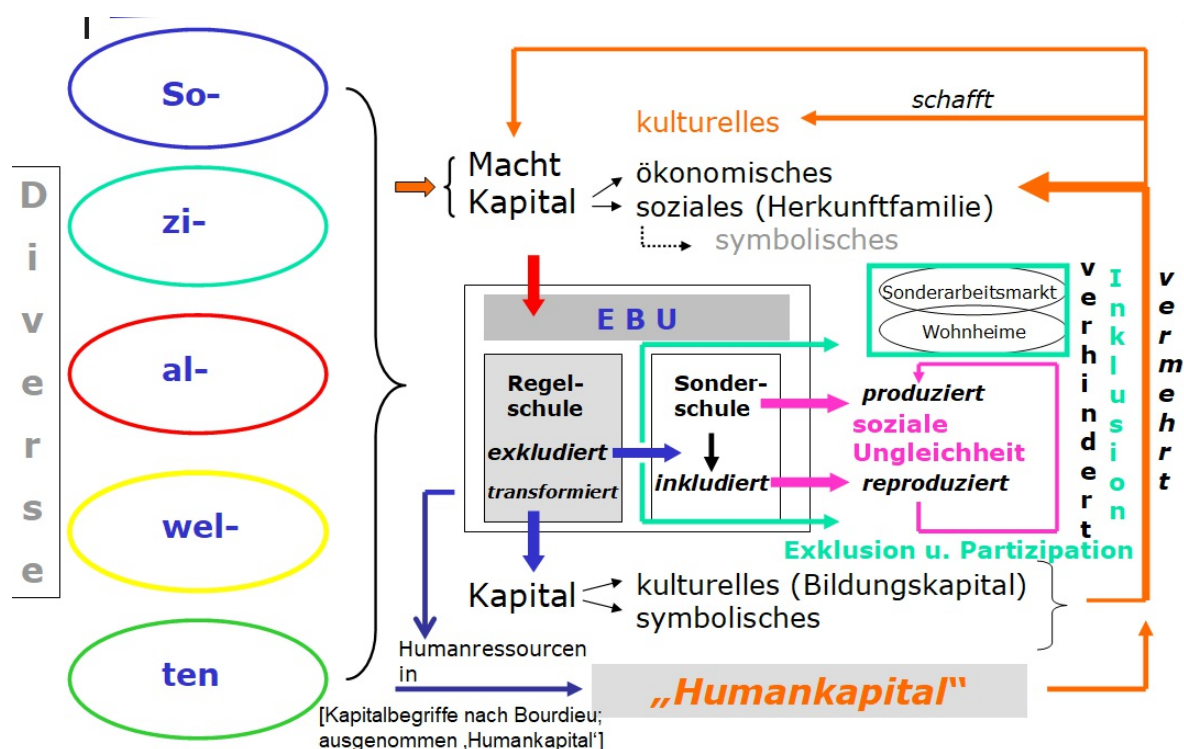 Diverse
So-
zi-
al-
wel-
ten
schafft
kulturelles
Macht
Kapital
ökonomisches
soziales (Herkunftfamilie)
symbolisches
E B U
Regel-
schule
exkludiert
transformiert
Sonder-
schule
inkludiert
Sonderarbeitsmarkt
Wohnheime
produziert
soziale
Ungleichheit
reproduziert
Exklusion u. Partizipation
verhindert
Inklusion
vermehrt
Kapital
kulturelles (Bildungskapital)
symbolisches
Humanressourcen
in
„Humankapital“
[Kapitalbegriffe nach Bourdieu;
ausgenommen ‚Humankapital']